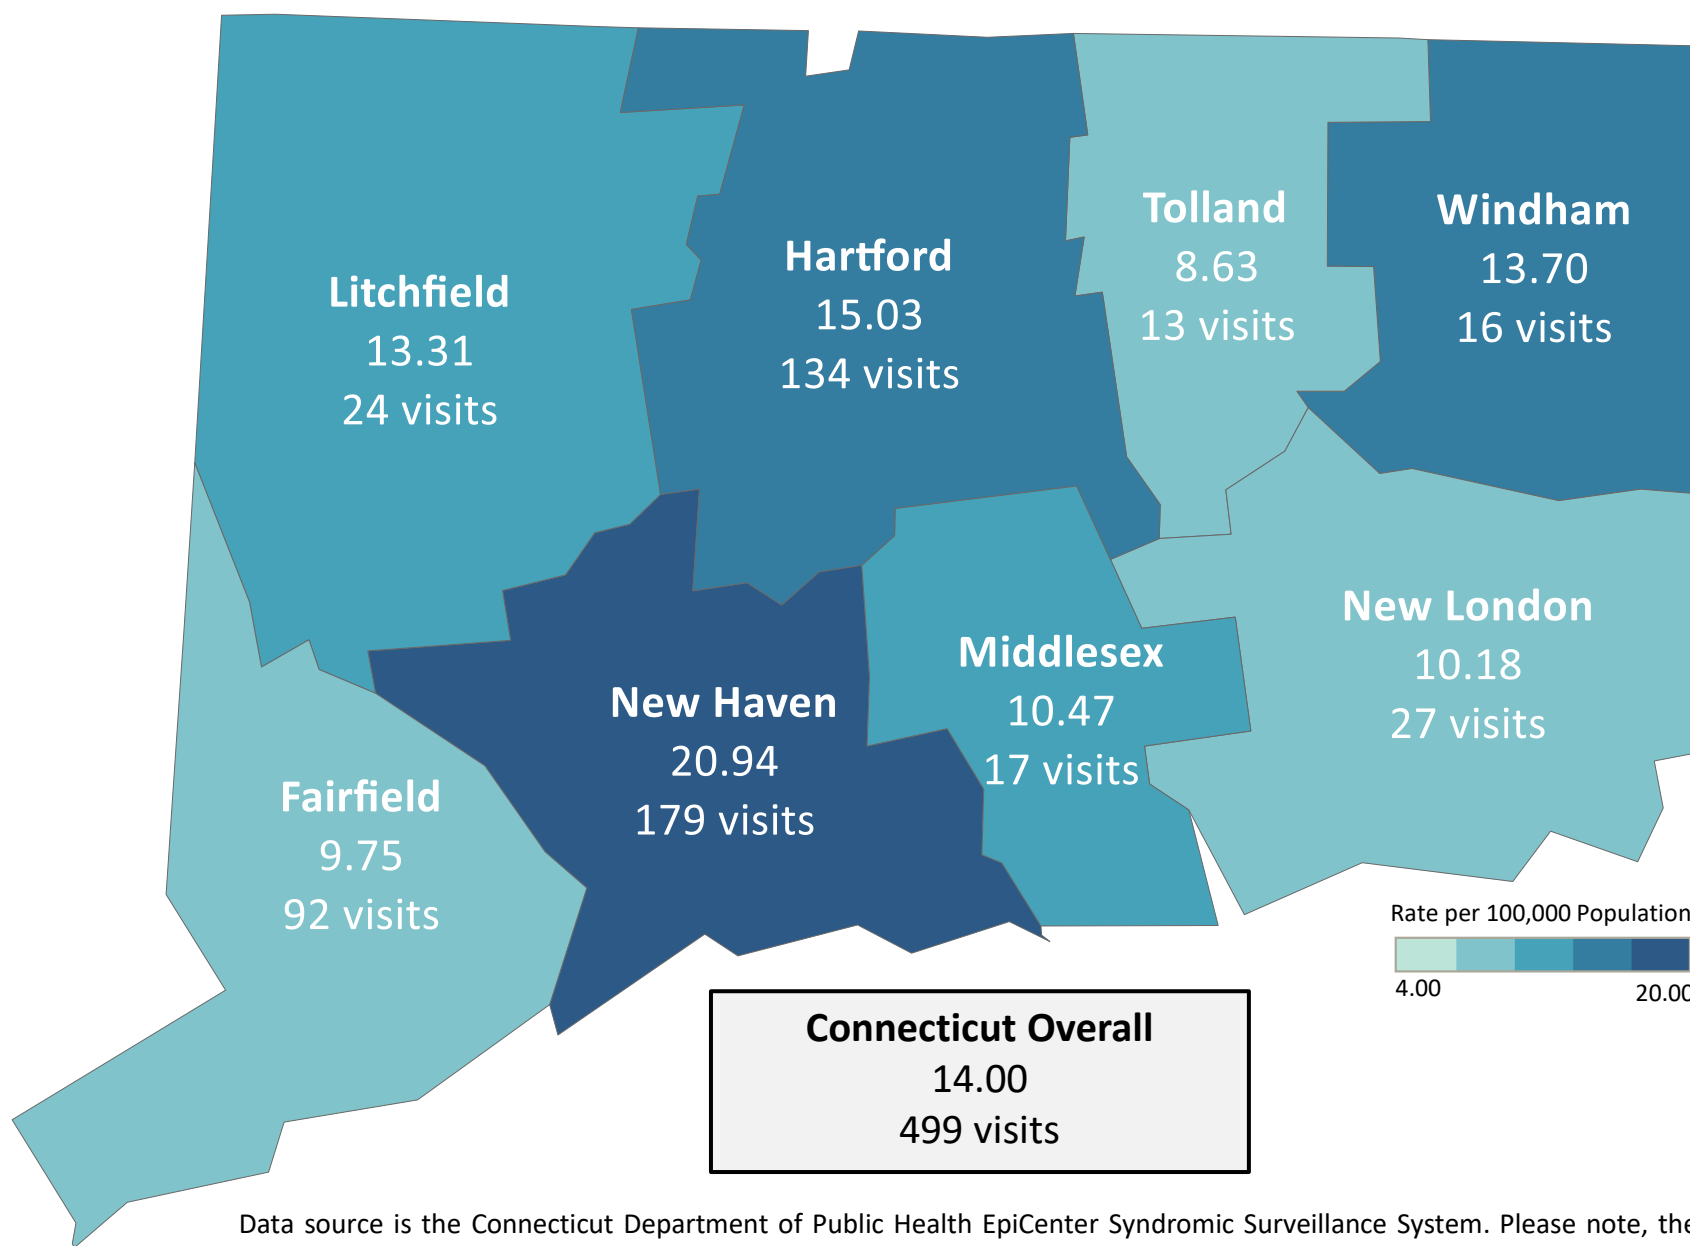 Tolland
8.63
13 visits
Windham
13.70
16 visits
Hartford
15.03
134 visits
Litchfield
13.31
24 visits
New London
10.18
27 visits
Middlesex
10.47
17 visits
New Haven
20.94
179 visits
Fairfield
9.75
92 visits
Rate per 100,000 Population
4.00
20.00
Connecticut Overall
14.00
499 visits
Data source is the Connecticut Department of Public Health EpiCenter Syndromic Surveillance System. Please note, the